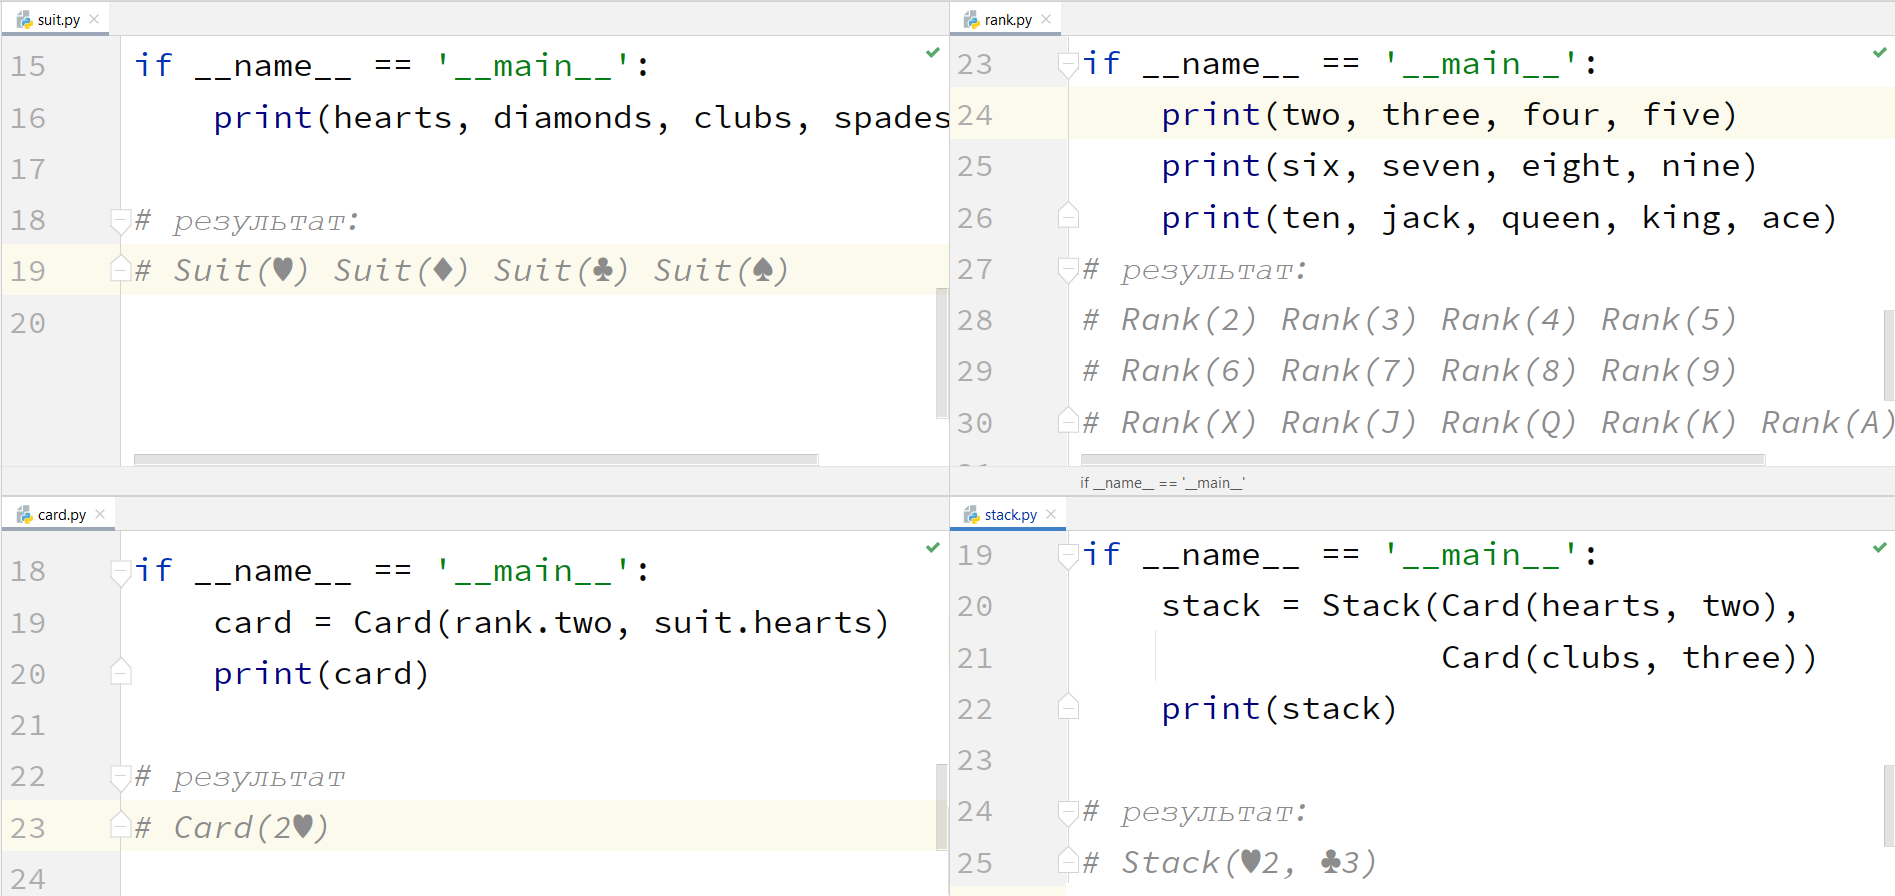 suit.py
15 if __name__ == '__main__':
16 print(hearts, diamonds, clubs, spades
17
18 # результат:
19 # Suit(♥) Suit(♦) Suit(♣) Suit(♠)
20
rank.py
23 if __name__ == '__main__':
24 print(two, three, four, five)
25 print(six, seven, eight, nine)
26 print(ten, jack, queen, king, ace)
27 # результат:
28 # Rank(2) Rank(3) Rank(4) Rank(5)
29 # Rank(6) Rank(7) Rank(8) Rank(9)
30 # Rank(X) Rank(J) Rank(Q) Rank(K) Rank(A)
if __name__ == '__main__'
card.py
18 if __name__ == '__main__':
19 card = Card(rank.two, suit.hearts)
20 print(card)
21
22 # результат
23 # Card(2♥)
24
stack.py
19 if __name__ == '__main__':
20 stack = Stack(Card(hearts, two),
21 Card(clubs, three))
22 print(stack)
23
24 # результат:
25 # Stack(♥2, ♣3)